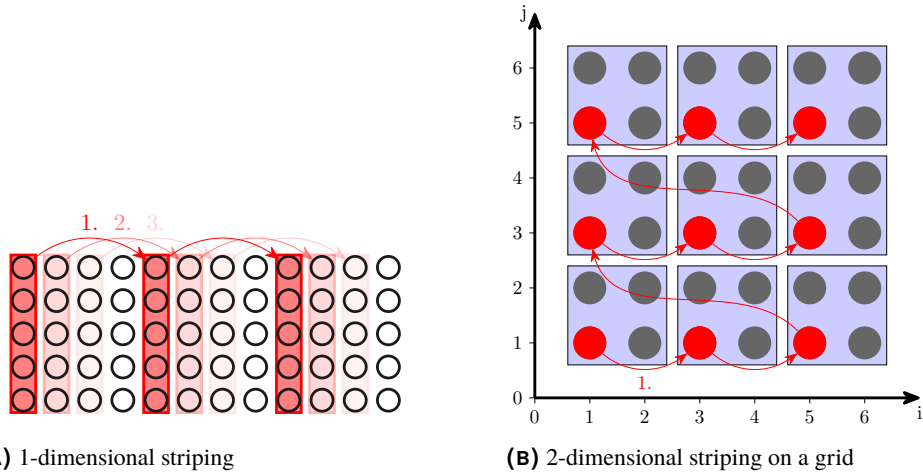 1. 2. 3.
) 1-dimensional striping
j
6
5
4
3
2
1
0
0 1 2 3 4 5 6
i
1.
(B) 2-dimensional striping on a grid